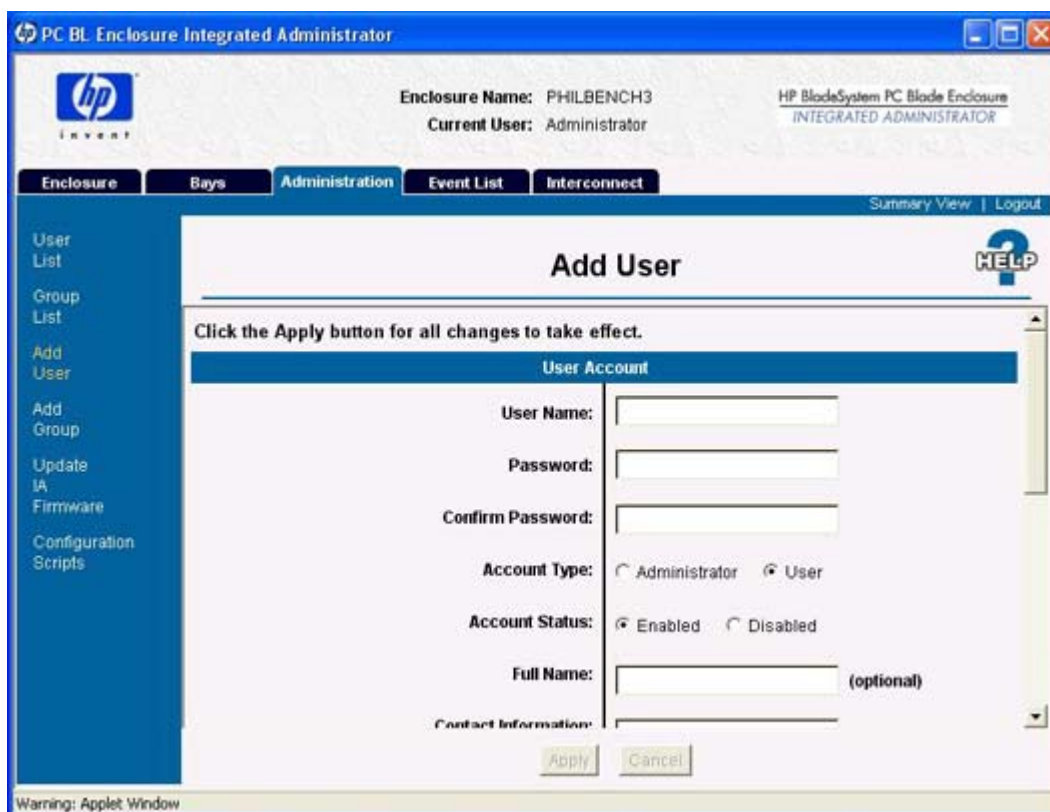 PC BL Enclosure Integrated Administrator
hp
invent
Enclosure Name: PHILBENCH3
Current User: Administrator
HP BladeSystem PC Blade Enclosure
INTEGRATED ADMINISTRATOR
Enclosure Bays Administration Event List Interconnect
Summary View | Logout
User
List
Group
List
Add
User
Add
Group
Update
IA
Firmware
Configuration
Scripts
Add User
HELP
Click the Apply button for all changes to take effect.
User Account
User Name:
Password:
Confirm Password:
Account Type: Administrator User
Account Status: Enabled Disabled
Full Name: (optional)
Contact Information:
Apply Cancel
Warning: Applet Window